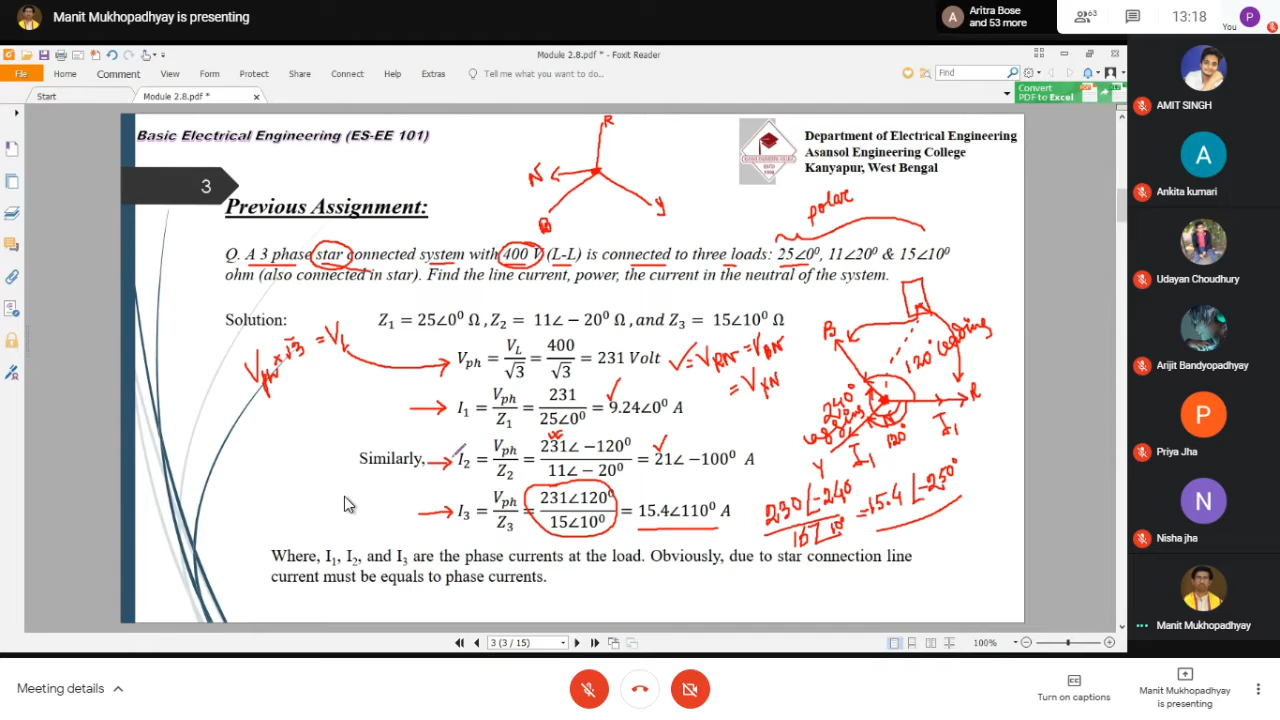 Manit Mukhopadhyay is presenting
Aritra Bose
and 53 more
63
13:18
You
P
A
Module 2.8.pdf * - Foxit Reader
File Home Comment View Form Protect Share Connect Help Extras Tell me what you want to do...
Find
Start
Module 2.8.pdf *
Convert
PDF to Excel
Basic Electrical Engineering (ES-EE 101)
Department of Electrical Engineering
Asansol Engineering College
Kanyapur, West Bengal
3
R
N
B
Y
Previous Assignment:
polar
Q. A 3 phase star connected system with 400 V (L-L) is connected to three loads: 25∠0⁰, 11∠20⁰ & 15∠10⁰
ohm (also connected in star). Find the line current, power, the current in the neutral of the system.
Solution:
Z₁ = 25∠0⁰ Ω, Z₂ = 11∠ − 20⁰ Ω, and Z₃ = 15∠10⁰ Ω
Vph × √3 = VL
Vph = VL/√3 = 400/√3 = 231 Volt
= VRN = VBN
= VYN
I₁ = Vph/Z₁ = 231/25∠0⁰ = 9.24∠0⁰ A
Similarly, I₂ = Vph/Z₂ = 231∠ −120⁰/11∠ − 20⁰ = 21∠ −100⁰ A
I₃ = Vph/Z₃ = 231∠120⁰/15∠10⁰ = 15.4∠110⁰ A
B
120° leading
R
240°
lagging
120°
I₁
Y
I₁
230∠-240/15∠10° = 15.4∠-250°
Where, I₁, I₂, and I₃ are the phase currents at the load. Obviously, due to star connection line
current must be equals to phase currents.
3 (3 / 15)
100%
AMIT SINGH
A
Ankita kumari
Udayan Choudhury
Arijit Bandyopadhyay
P
Priya Jha
N
Nisha jha
Manit Mukhopadhyay
Meeting details
Turn on captions
Manit Mukhopadhyay
is presenting